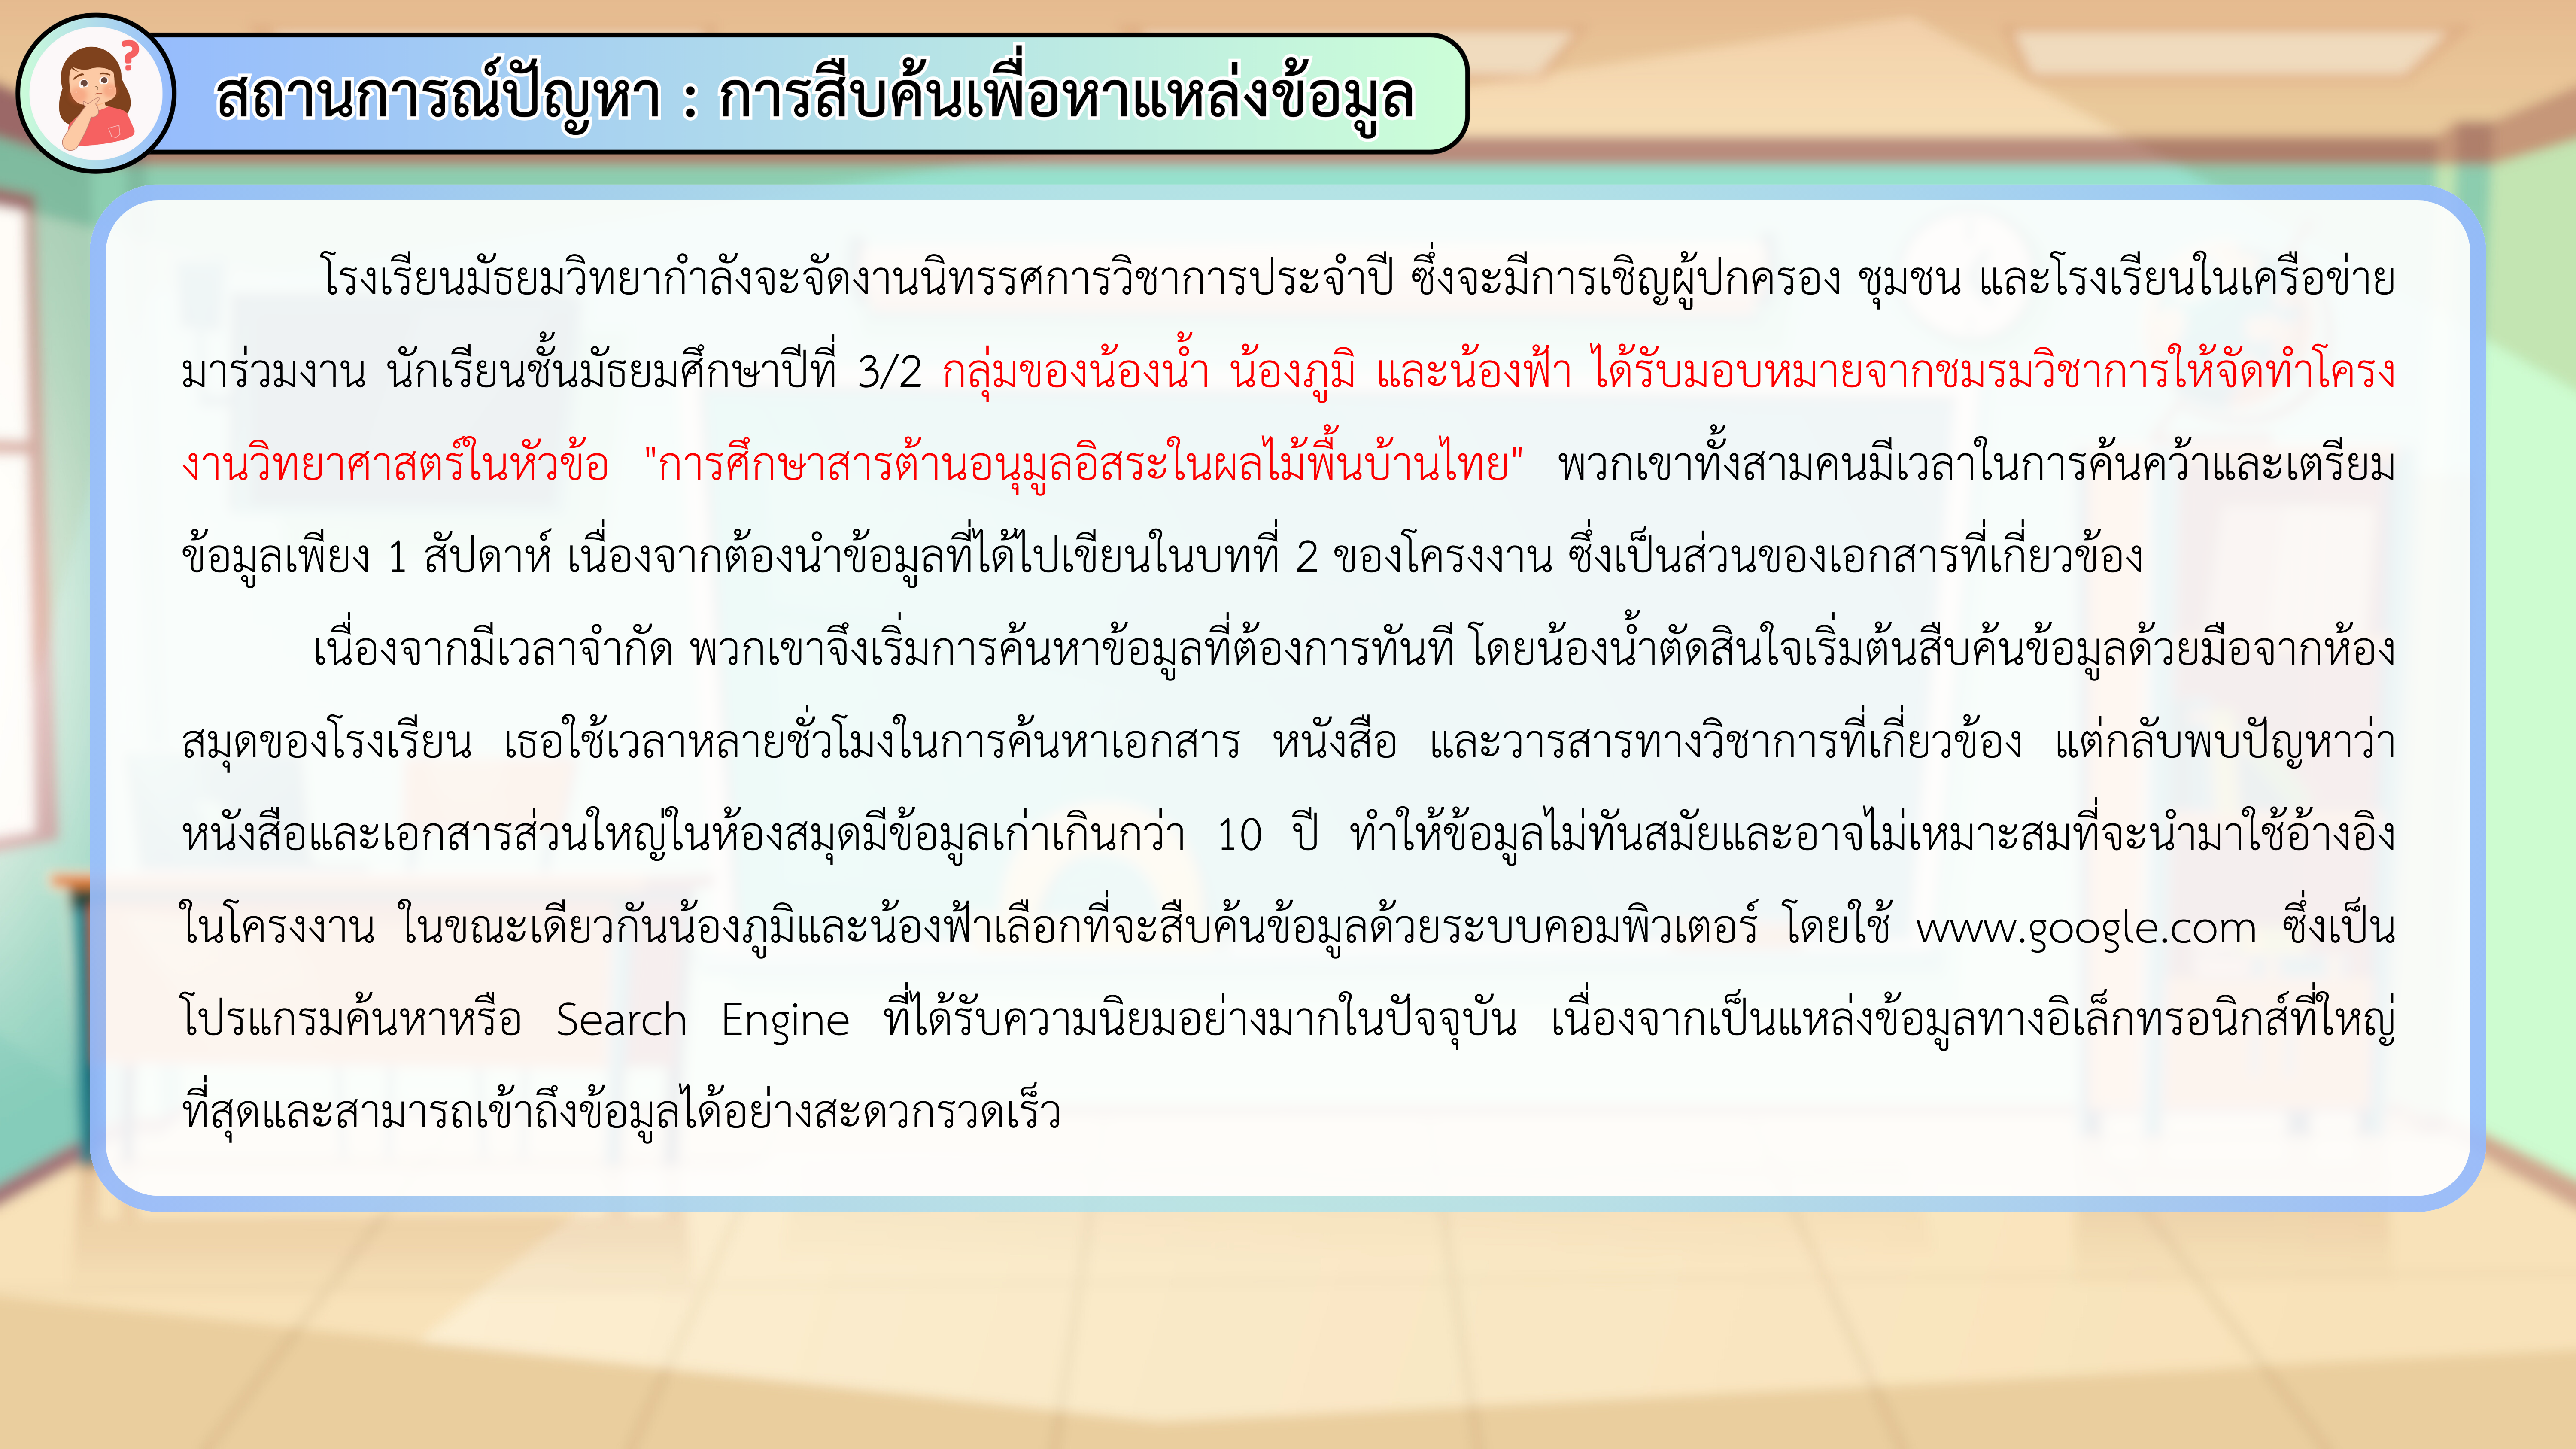 ?
สถานการณ์ปัญหา : การสืบค้นเพื่อหาแหล่งข้อมูล
โรงเรียนมัธยมวิทยากำลังจะจัดงานนิทรรศการวิชาการประจำปี ซึ่งจะมีการเชิญผู้ปกครอง ชุมชน และโรงเรียนในเครือข่าย
มาร่วมงาน นักเรียนชั้นมัธยมศึกษาปีที่ 3/2 กลุ่มของน้องน้ำ น้องภูมิ และน้องฟ้า ได้รับมอบหมายจากชมรมวิชาการให้จัดทำโครง
งานวิทยาศาสตร์ในหัวข้อ "การศึกษาสารต้านอนุมูลอิสระในผลไม้พื้นบ้านไทย" พวกเขาทั้งสามคนมีเวลาในการค้นคว้าและเตรียม
ข้อมูลเพียง 1 สัปดาห์ เนื่องจากต้องนำข้อมูลที่ได้ไปเขียนในบทที่ 2 ของโครงงาน ซึ่งเป็นส่วนของเอกสารที่เกี่ยวข้อง
เนื่องจากมีเวลาจำกัด พวกเขาจึงเริ่มการค้นหาข้อมูลที่ต้องการทันที โดยน้องน้ำตัดสินใจเริ่มต้นสืบค้นข้อมูลด้วยมือจากห้อง
สมุดของโรงเรียน เธอใช้เวลาหลายชั่วโมงในการค้นหาเอกสาร หนังสือ และวารสารทางวิชาการที่เกี่ยวข้อง แต่กลับพบปัญหาว่า
หนังสือและเอกสารส่วนใหญ่ในห้องสมุดมีข้อมูลเก่าเกินกว่า 10 ปี ทำให้ข้อมูลไม่ทันสมัยและอาจไม่เหมาะสมที่จะนำมาใช้อ้างอิง
ในโครงงาน ในขณะเดียวกันน้องภูมิและน้องฟ้าเลือกที่จะสืบค้นข้อมูลด้วยระบบคอมพิวเตอร์ โดยใช้ www.google.com ซึ่งเป็น
โปรแกรมค้นหาหรือ Search Engine ที่ได้รับความนิยมอย่างมากในปัจจุบัน เนื่องจากเป็นแหล่งข้อมูลทางอิเล็กทรอนิกส์ที่ใหญ่
ที่สุดและสามารถเข้าถึงข้อมูลได้อย่างสะดวกรวดเร็ว